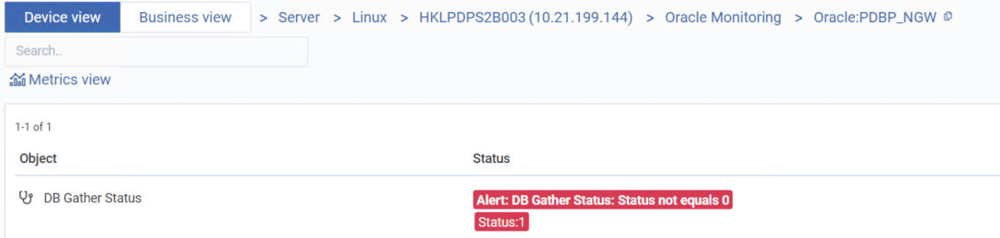 Device view Business view > Server > Linux > HKLPDPS2B003 (10.21.199.144) > Oracle Monitoring > Oracle:PDBP_NGW
Search..
Metrics view
1-1 of 1
Object Status
DB Gather Status Alert: DB Gather Status: Status not equals 0
Status:1